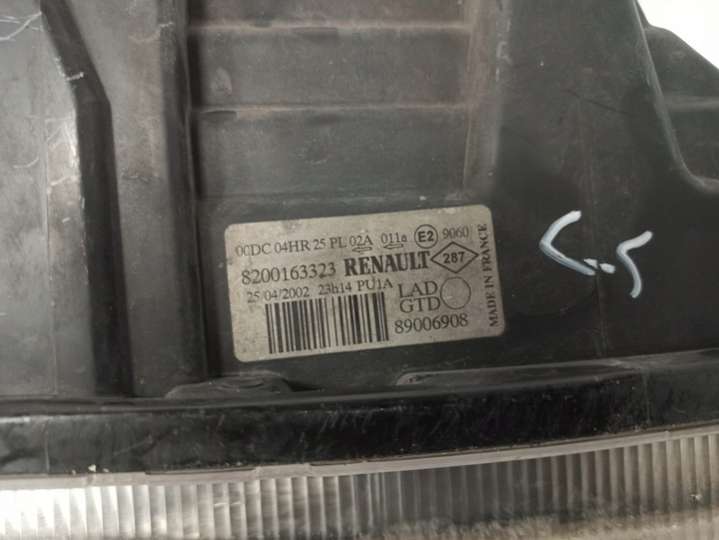 00DC 04HR 25 PL 02A 011a E2 9060
8200163323 RENAULT 287
25/04/2002 23h14 PU1A LAD
GTD
89006908
MADE IN FRANCE
C.5